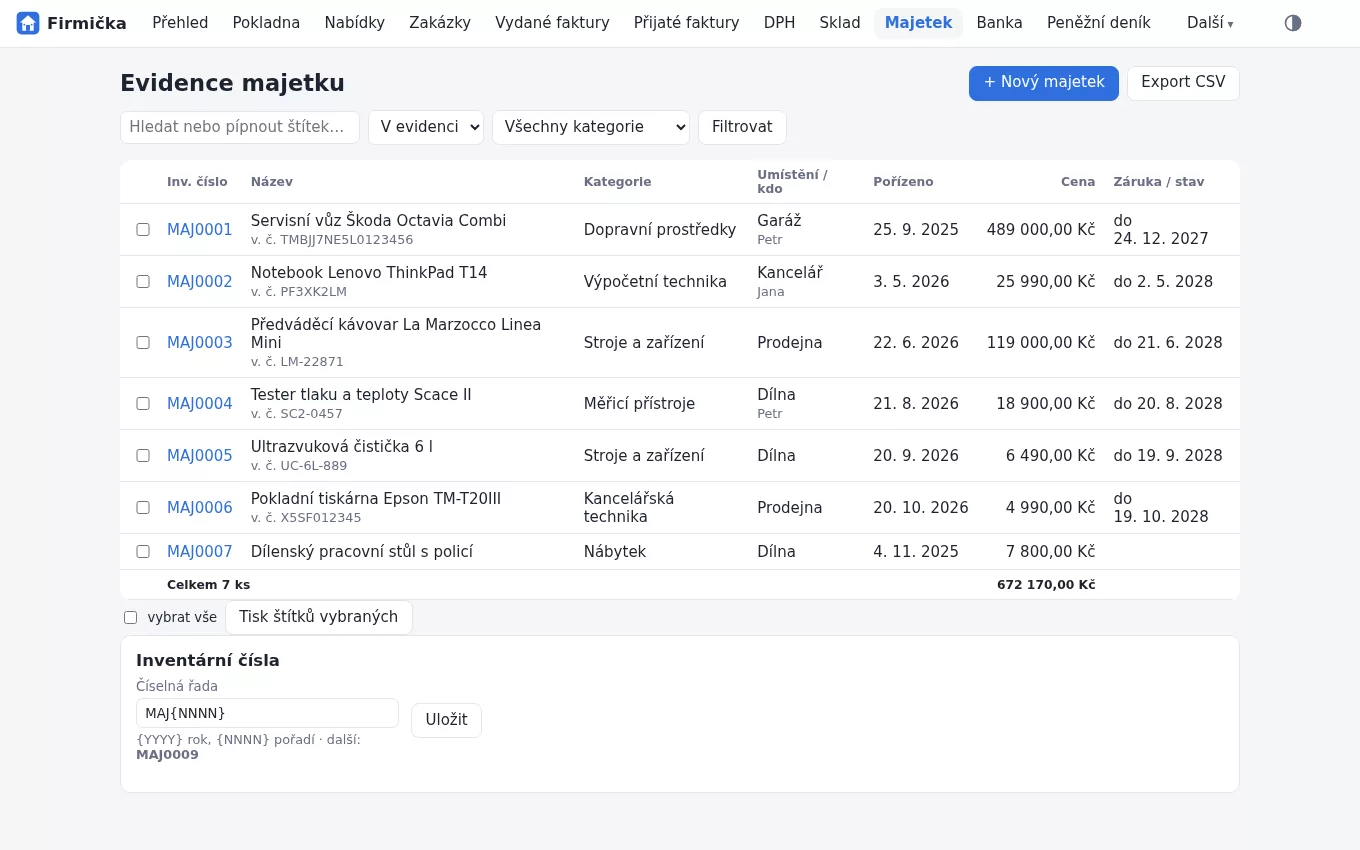 Firmička Přehled Pokladna Nabídky Zakázky Vydané faktury Přijaté faktury DPH Sklad Majetek Banka Peněžní deník Další ▾
Evidence majetku
+ Nový majetek Export CSV
Hledat nebo pípnout štítek… V evidenci Všechny kategorie Filtrovat
Inv. číslo Název Kategorie Umístění / kdo Pořízeno Cena Záruka / stav
MAJ0001 Servisní vůz Škoda Octavia Combi Dopravní prostředky Garáž 25. 9. 2025 489 000,00 Kč do 24. 12. 2027
v. č. TMBJJ7NE5L0123456 Petr
MAJ0002 Notebook Lenovo ThinkPad T14 Výpočetní technika Kancelář 3. 5. 2026 25 990,00 Kč do 2. 5. 2028
v. č. PF3XK2LM Jana
MAJ0003 Předváděcí kávovar La Marzocco Linea Mini Stroje a zařízení Prodejna 22. 6. 2026 119 000,00 Kč do 21. 6. 2028
v. č. LM-22871
MAJ0004 Tester tlaku a teploty Scace II Měřicí přístroje Dílna 21. 8. 2026 18 900,00 Kč do 20. 8. 2028
v. č. SC2-0457 Petr
MAJ0005 Ultrazvuková čistička 6 l Stroje a zařízení Dílna 20. 9. 2026 6 490,00 Kč do 19. 9. 2028
v. č. UC-6L-889
MAJ0006 Pokladní tiskárna Epson TM-T20III Kancelářská technika Prodejna 20. 10. 2026 4 990,00 Kč do 19. 10. 2028
v. č. X5SF012345
MAJ0007 Dílenský pracovní stůl s policí Nábytek Dílna 4. 11. 2025 7 800,00 Kč
Celkem 7 ks 672 170,00 Kč
vybrat vše Tisk štítků vybraných
Inventární čísla
Číselná řada
MAJ{NNNN} Uložit
{YYYY} rok, {NNNN} pořadí · další:
MAJ0009